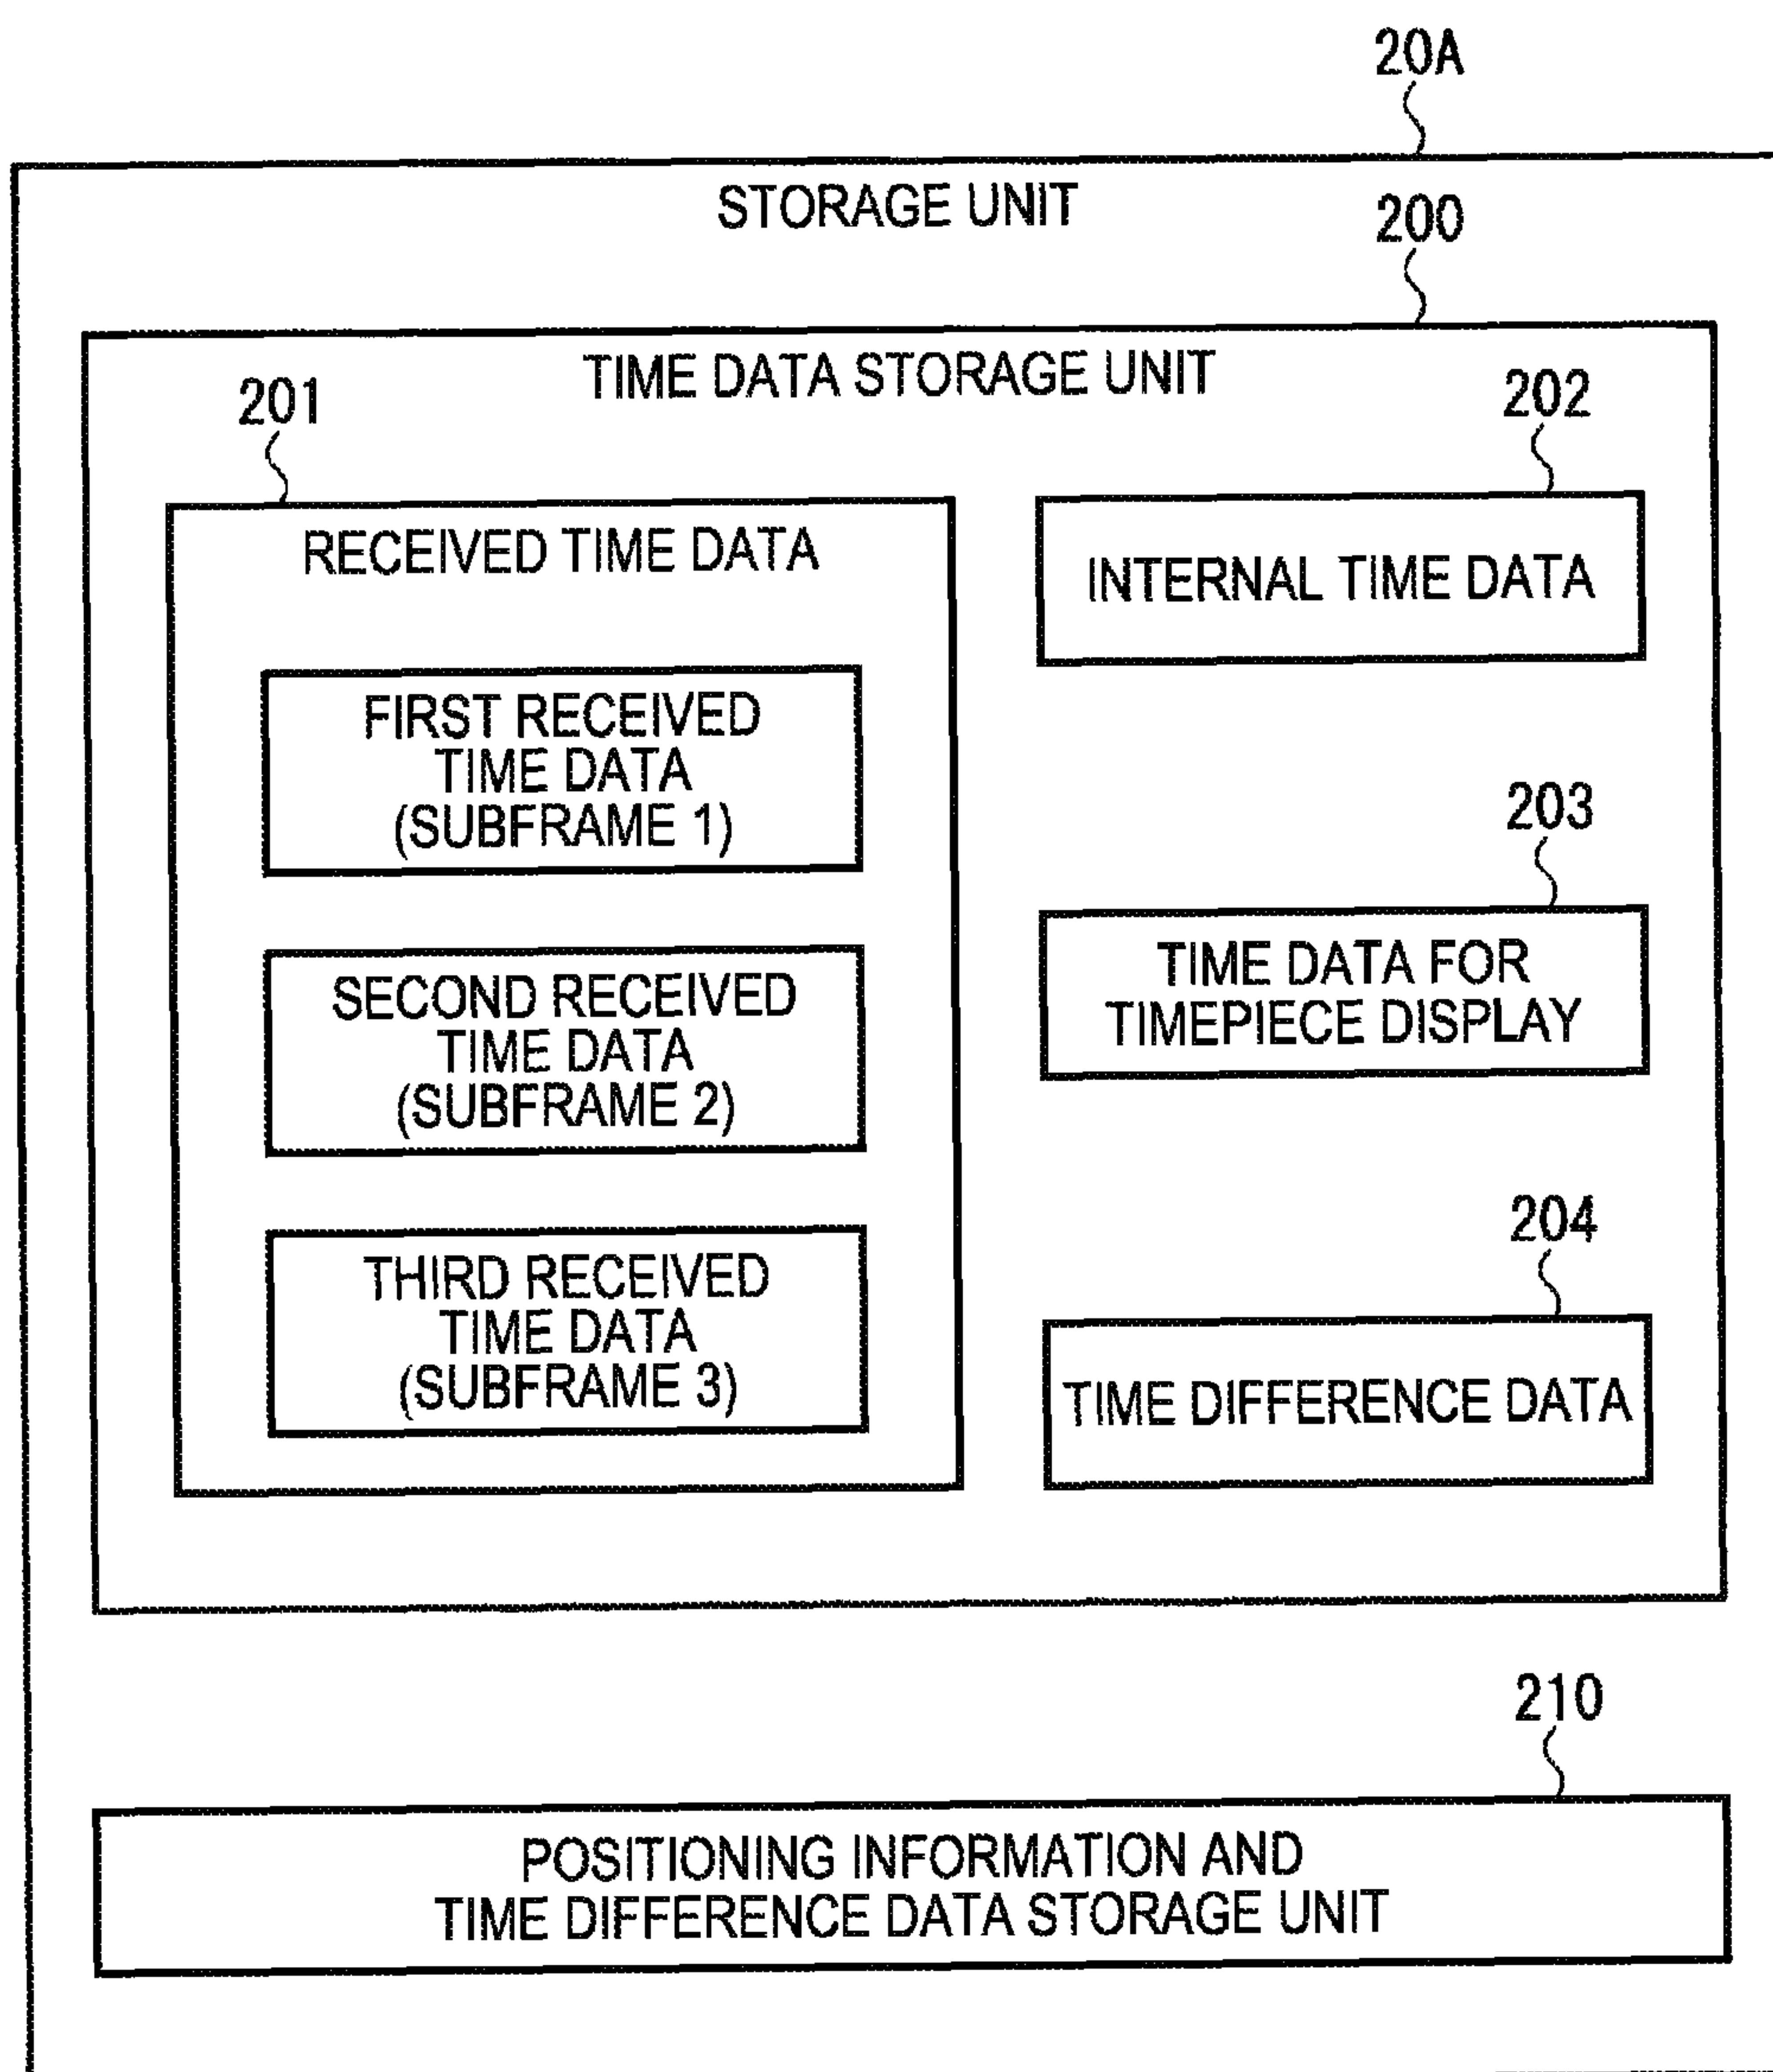 20A
STORAGE UNIT
200
TIME DATA STORAGE UNIT
201
RECEIVED TIME DATA
FIRST RECEIVED
TIME DATA
(SUBFRAME 1)
SECOND RECEIVED
TIME DATA
(SUBFRAME 2)
THIRD RECEIVED
TIME DATA
(SUBFRAME 3)
202
INTERNAL TIME DATA
203
TIME DATA FOR
TIMEPIECE DISPLAY
204
TIME DIFFERENCE DATA
210
POSITIONING INFORMATION AND
TIME DIFFERENCE DATA STORAGE UNIT